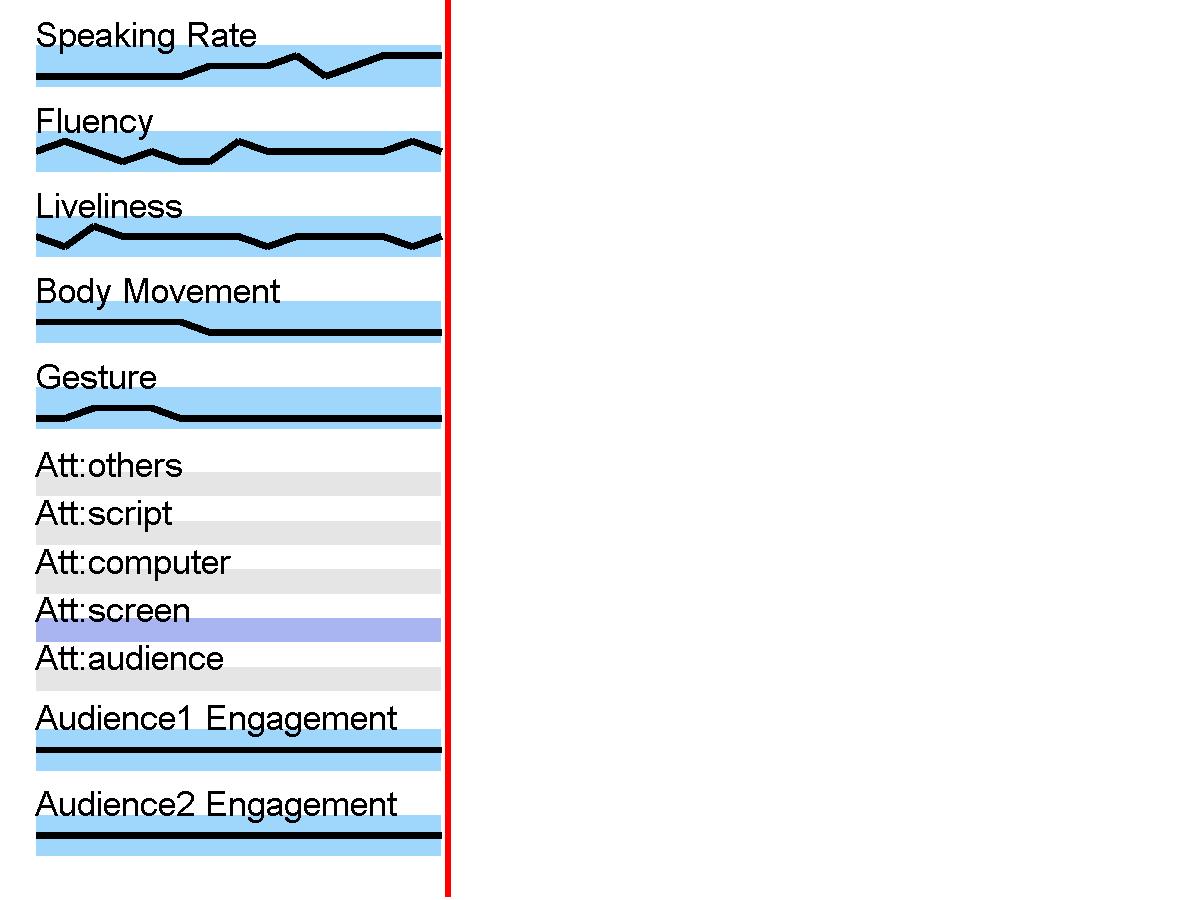 Speaking Rate
Fluency
Liveliness
Body Movement
Gesture
Att:others
Att:script
Att:computer
Att:screen
Att:audience
Audience1 Engagement
Audience2 Engagement